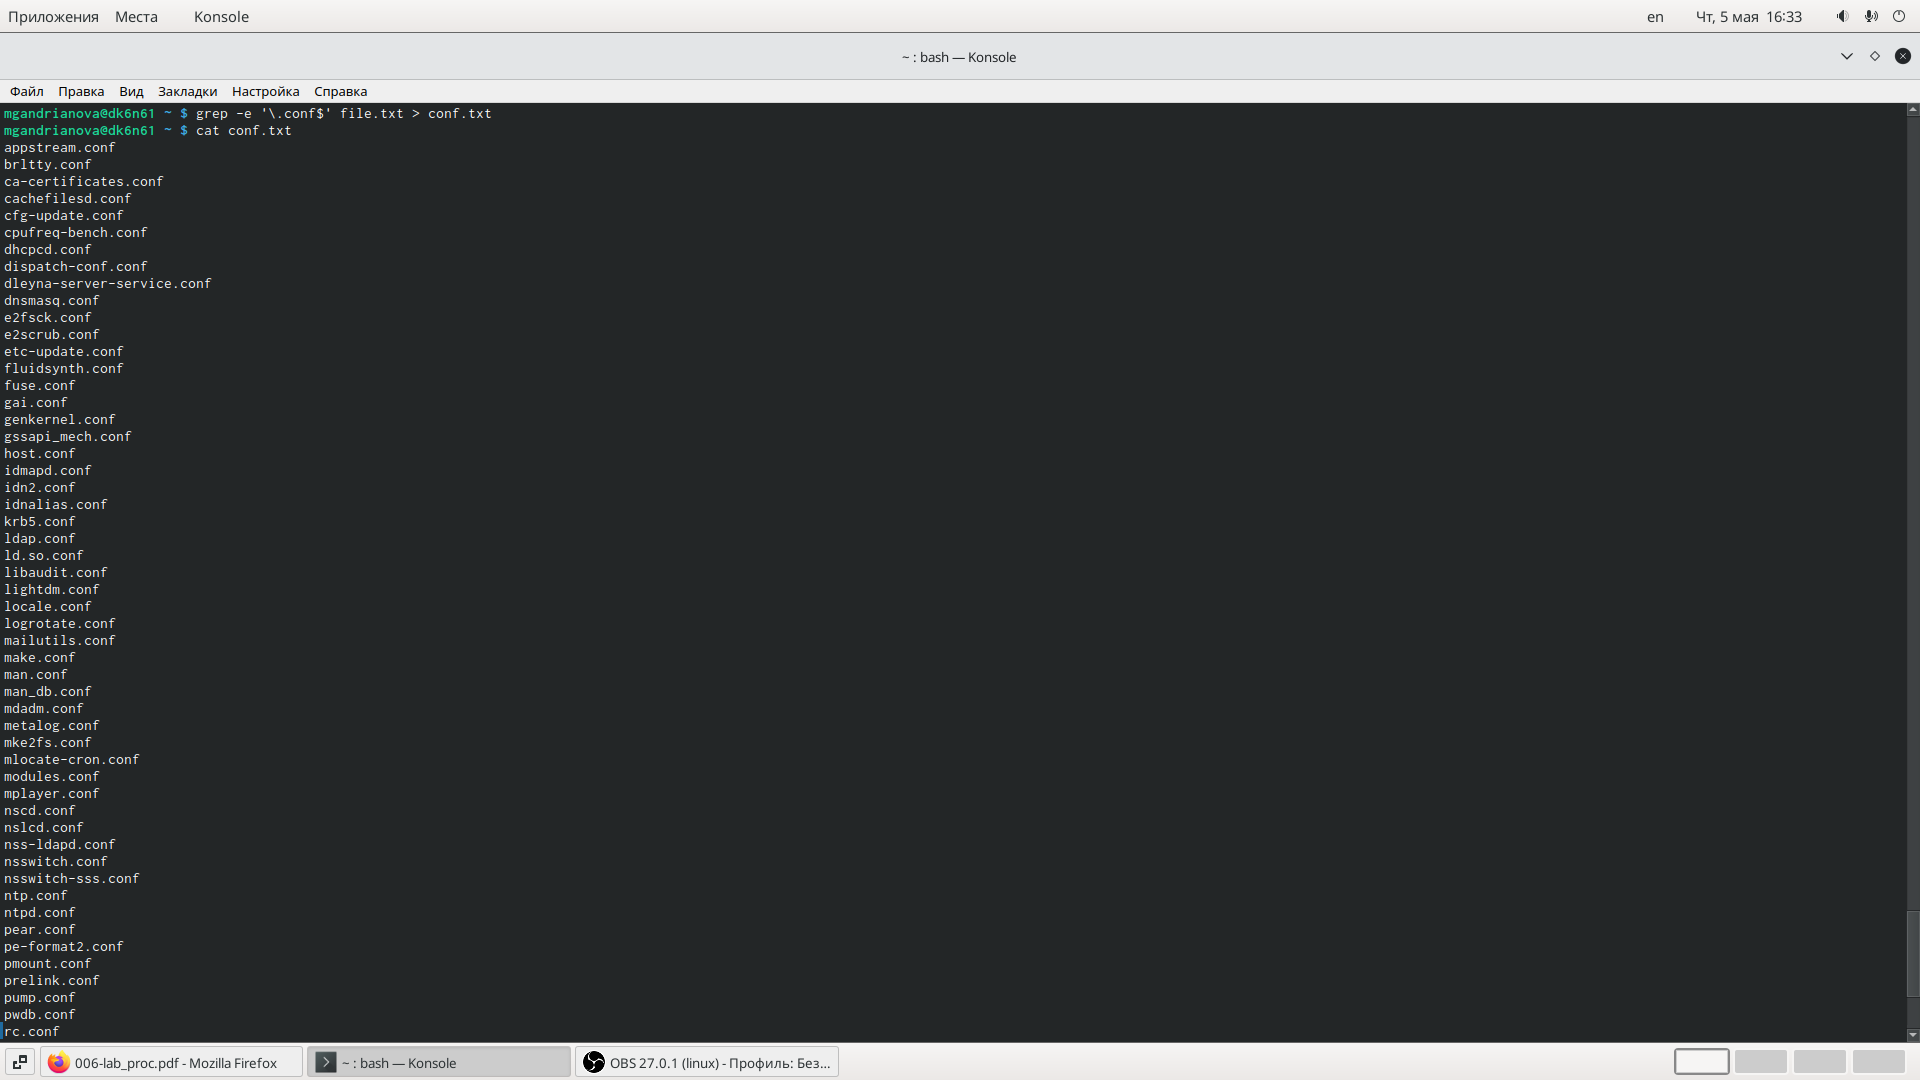 Приложения Места Konsole en Чт, 5 мая 16:33
~ : bash — Konsole
Файл Правка Вид Закладки Настройка Справка
mgandrianova@dk6n61 ~ $ grep -e '\.conf$' file.txt > conf.txt
mgandrianova@dk6n61 ~ $ cat conf.txt
appstream.conf
brltty.conf
ca-certificates.conf
cachefilesd.conf
cfg-update.conf
cpufreq-bench.conf
dhcpcd.conf
dispatch-conf.conf
dleyna-server-service.conf
dnsmasq.conf
e2fsck.conf
e2scrub.conf
etc-update.conf
fluidsynth.conf
fuse.conf
gai.conf
genkernel.conf
gssapi_mech.conf
host.conf
idmapd.conf
idn2.conf
idnalias.conf
krb5.conf
ldap.conf
ld.so.conf
libaudit.conf
lightdm.conf
locale.conf
logrotate.conf
mailutils.conf
make.conf
man.conf
man_db.conf
mdadm.conf
metalog.conf
mke2fs.conf
mlocate-cron.conf
modules.conf
mplayer.conf
nscd.conf
nslcd.conf
nss-ldapd.conf
nsswitch.conf
nsswitch-sss.conf
ntp.conf
ntpd.conf
pear.conf
pe-format2.conf
pmount.conf
prelink.conf
pump.conf
pwdb.conf
rc.conf
006-lab_proc.pdf - Mozilla Firefox ~ : bash — Konsole OBS 27.0.1 (linux) - Профиль: Без...